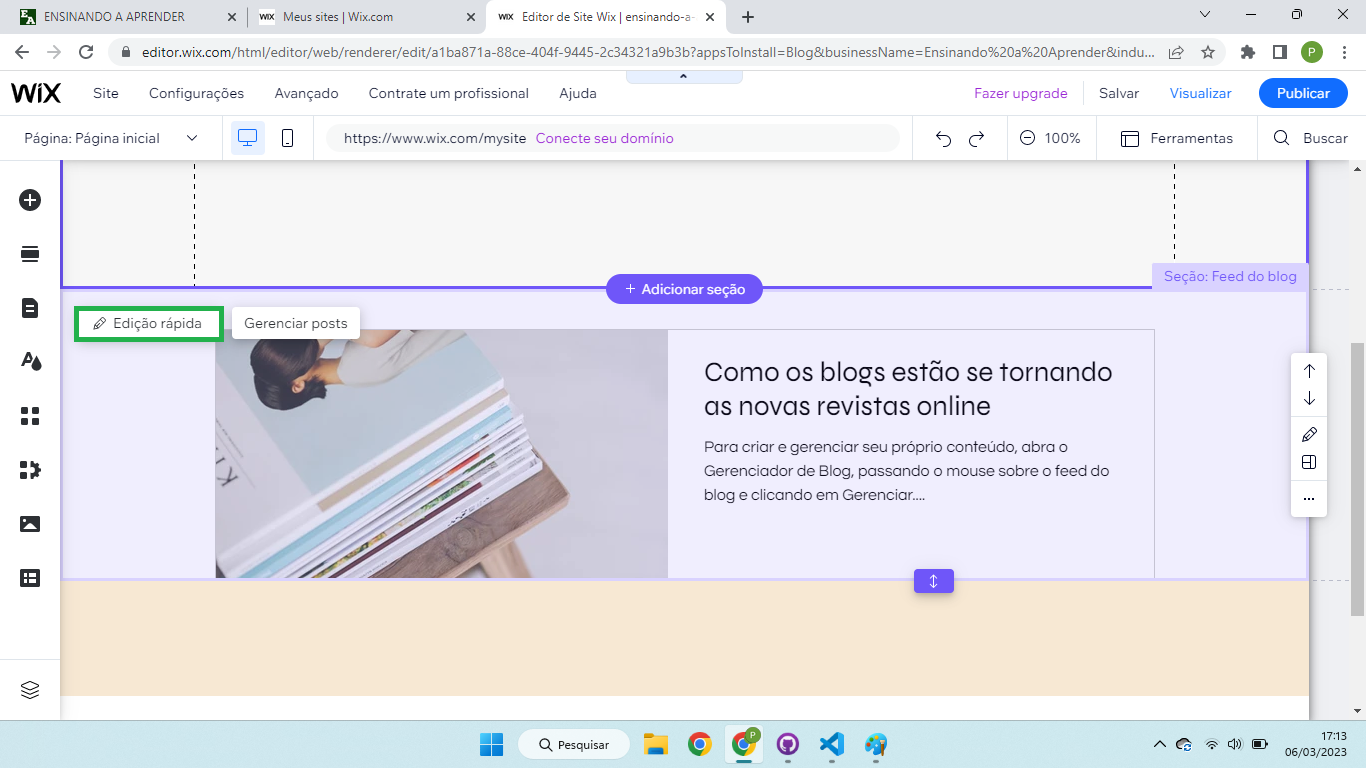 ENSINANDO A APRENDER
Meus sites | Wix.com
Editor de Site Wix | ensinando-a-
editor.wix.com/html/editor/web/renderer/edit/a1ba871a-88ce-404f-9445-2c34321a9b3b?appsToInstall=Blog&businessName=Ensinando%20a%20Aprender&indu...
P
WiX
Site
Configurações
Avançado
Contrate um profissional
Ajuda
Fazer upgrade
Salvar
Visualizar
Publicar
Página: Página inicial
https://www.wix.com/mysite Conecte seu domínio
100%
Ferramentas
Buscar
Seção: Feed do blog
+ Adicionar seção
Edição rápida
Gerenciar posts
Como os blogs estão se tornando
as novas revistas online
Para criar e gerenciar seu próprio conteúdo, abra o
Gerenciador de Blog, passando o mouse sobre o feed do
blog e clicando em Gerenciar....
Pesquisar
P
17:13
06/03/2023